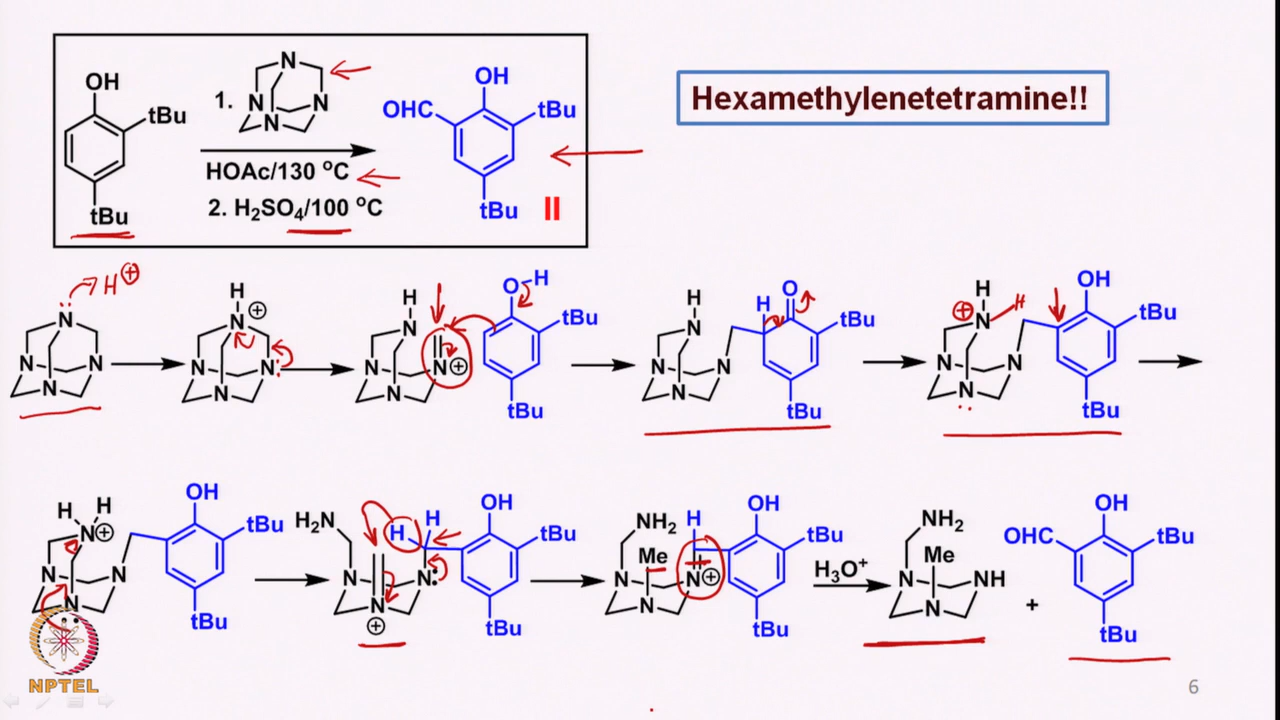 Hexamethylenetetramine!!
OH
tBu
tBu
1.
N
N
N
N
HOAc/130 °C
2. H₂SO₄/100 °C
OH
OHC
tBu
tBu
II
H⊕
N
N
N
N
H
⊕
N
N
N
N
H
N
N
N
N
⊕
O-H
tBu
tBu
H
N
N
N
N
H
O
tBu
tBu
H
⊕
N
H
N
N
N
OH
tBu
tBu
H
H
N
⊕
N
N
N
OH
tBu
tBu
H₂N
N
N
N
⊕
H
H
OH
tBu
tBu
NH₂
Me
N
N
N
⊕
H
OH
tBu
tBu
H₃O⁺
NH₂
Me
N
N
NH
+
OH
OHC
tBu
tBu
NPTEL
6